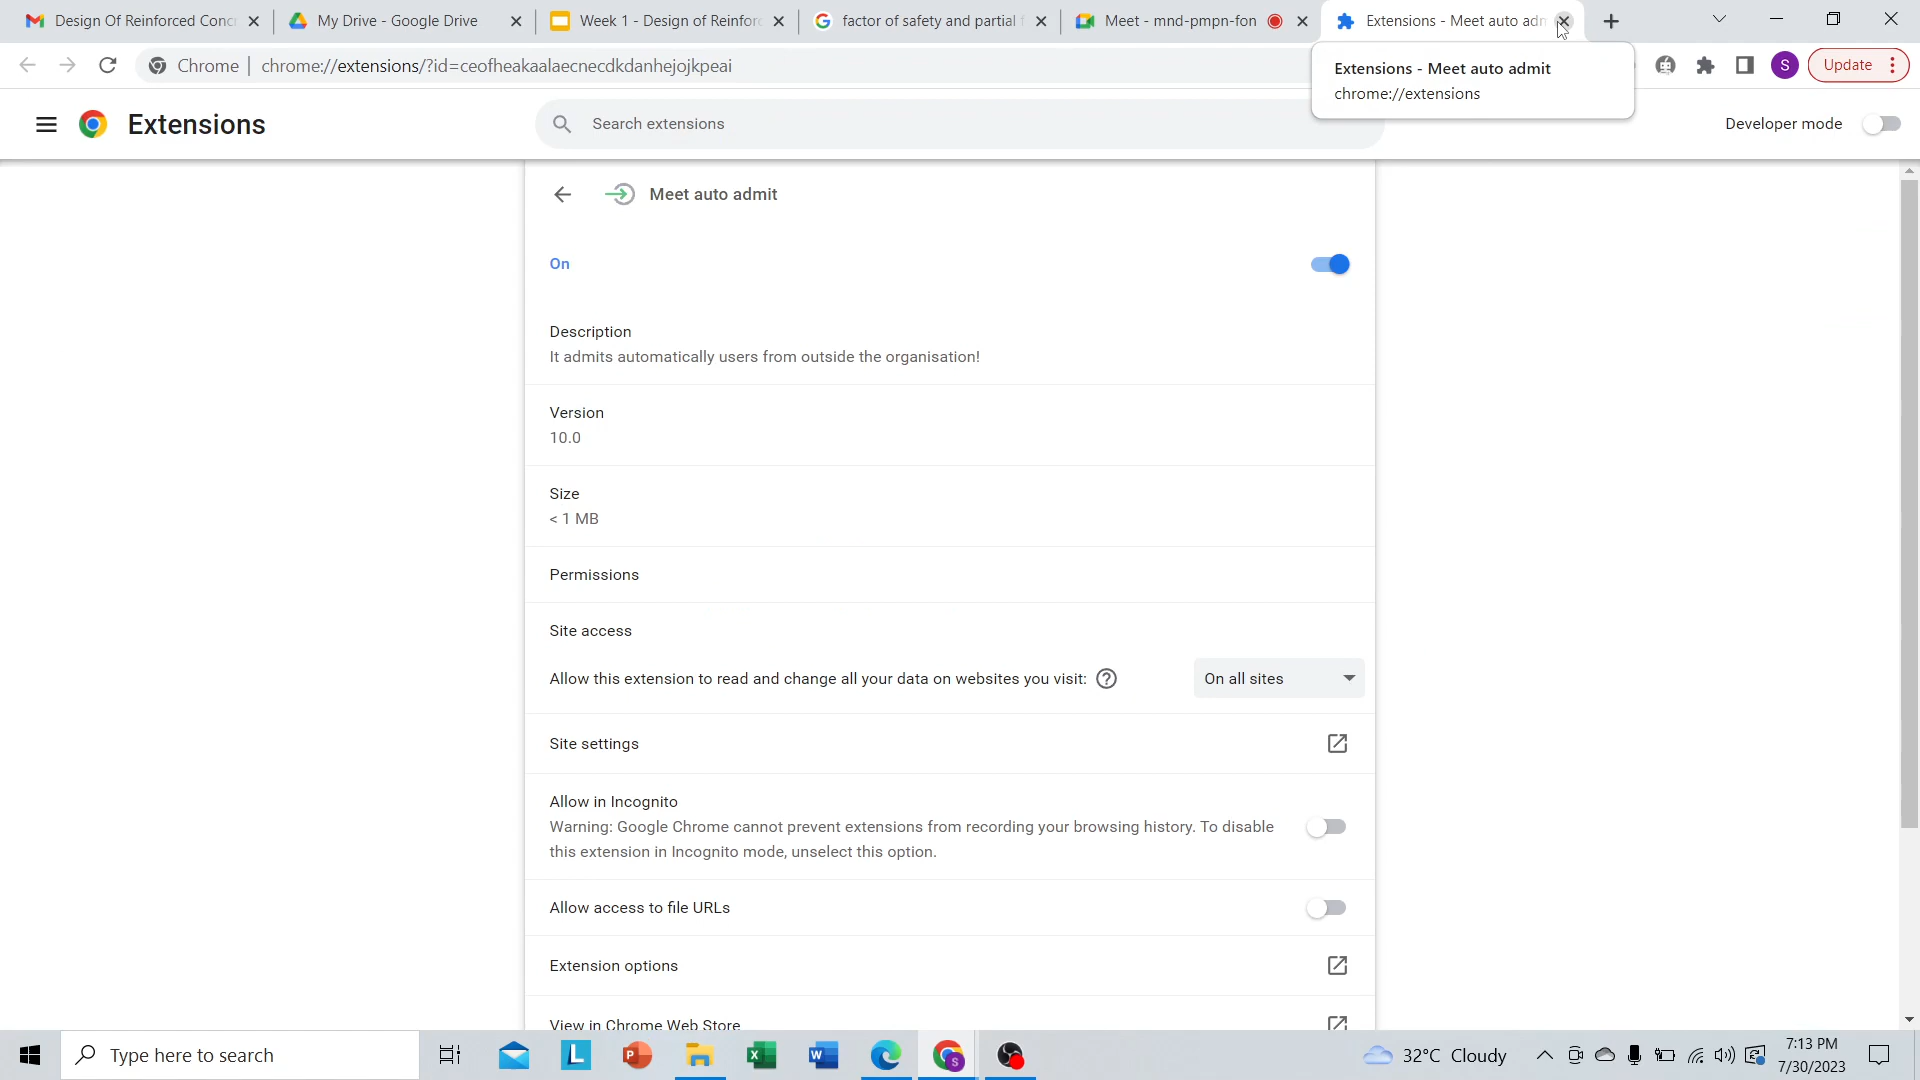 Design Of Reinforced Conc
My Drive - Google Drive
Week 1 - Design of Reinforc
factor of safety and partial f
Meet - mnd-pmpn-fon
Extensions - Meet auto adm
Chrome | chrome://extensions/?id=ceofheakaalaecnecdkdanhejojkpeai
S
Update
Extensions - Meet auto admit
chrome://extensions
Extensions
Search extensions
Developer mode
Meet auto admit
On
Description
It admits automatically users from outside the organisation!
Version
10.0
Size
< 1 MB
Permissions
Site access
Allow this extension to read and change all your data on websites you visit:
On all sites
Site settings
Allow in Incognito
Warning: Google Chrome cannot prevent extensions from recording your browsing history. To disable
this extension in Incognito mode, unselect this option.
Allow access to file URLs
Extension options
View in Chrome Web Store
Type here to search
32°C Cloudy
7:13 PM
7/30/2023